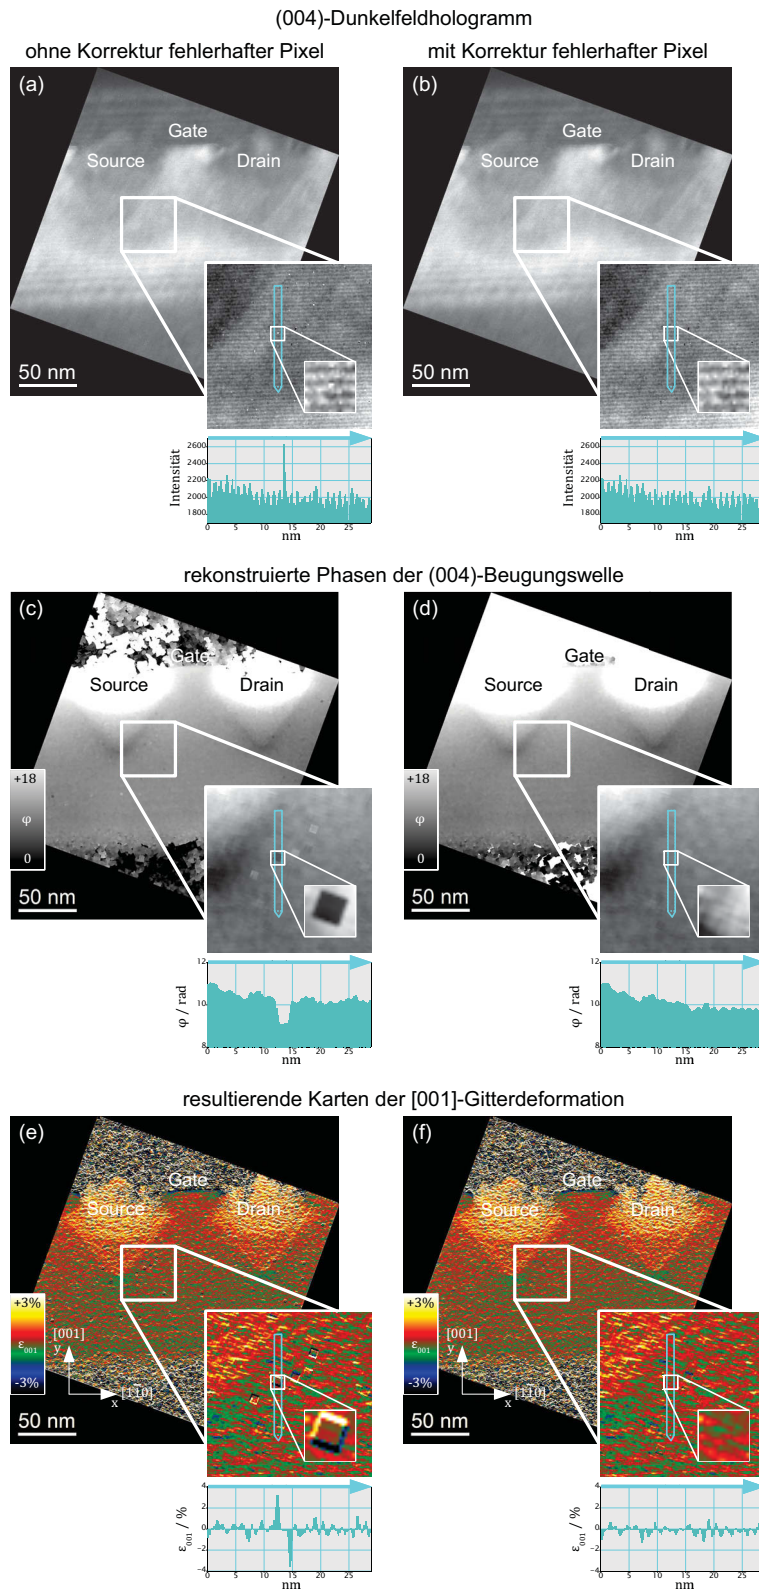 (004)-Dunkelfeldhologramm
ohne Korrektur fehlerhafter Pixel
mit Korrektur fehlerhafter Pixel
(a)
Gate
Source
Drain
50 nm
(b)
Gate
Source
Drain
50 nm
Intensität
2600
2400
2200
2000
1800
0 5 10 15 20 25
nm
Intensität
2600
2400
2200
2000
1800
0 5 10 15 20 25
nm
rekonstruierte Phasen der (004)-Beugungswelle
(c)
Gate
Source
Drain
+18
φ
0
50 nm
(d)
Gate
Source
Drain
+18
φ
0
50 nm
φ / rad
12
10
8
0 5 10 15 20 25
nm
φ / rad
12
10
8
0 5 10 15 20 25
nm
resultierende Karten der [001]-Gitterdeformation
(e)
Gate
Source
Drain
+3%
ε001
-3%
[001]
y
x
[1̄10]
50 nm
(f)
Gate
Source
Drain
+3%
ε001
-3%
[001]
y
x
[1̄10]
50 nm
ε001 / %
4
2
0
−2
−4
0 5 10 15 20 25
nm
ε001 / %
4
2
0
−2
−4
0 5 10 15 20 25
nm